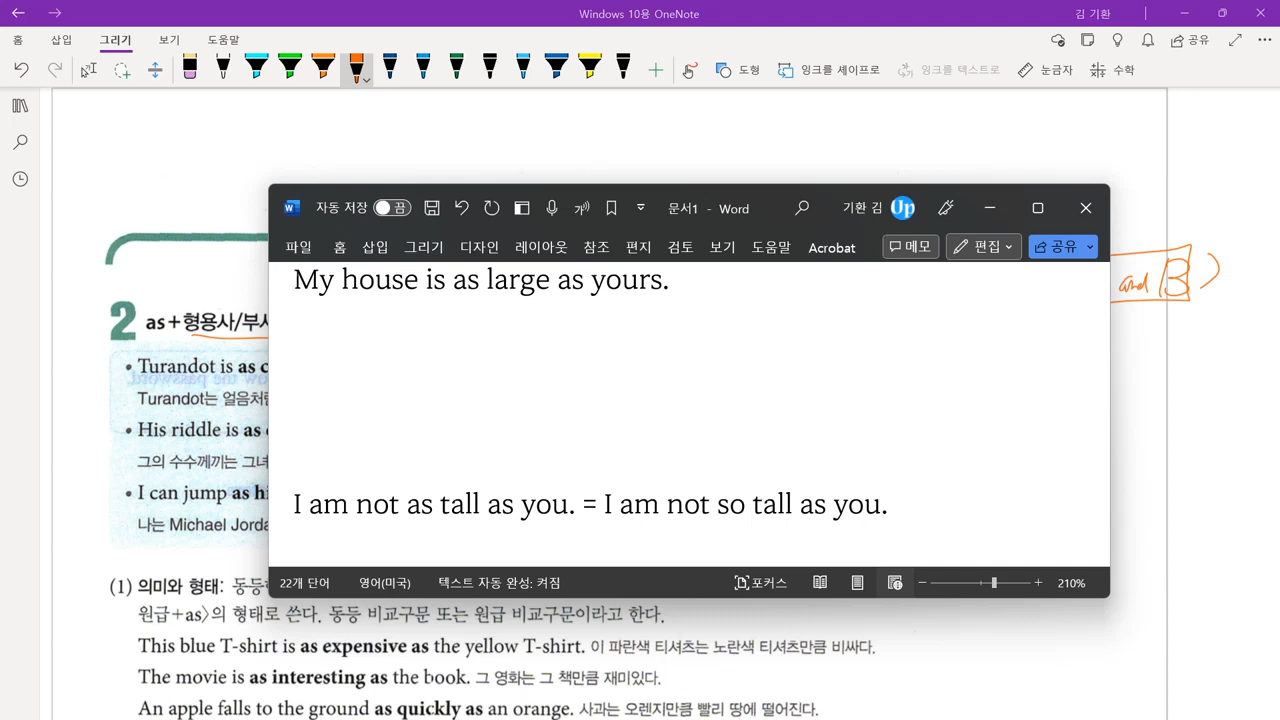 Windows 10용 OneNote
김 기환
홈 삽입 그리기 보기 도움말
공유
도형 잉크를 셰이프로 잉크를 텍스트로 눈금자 수학
자동 저장 끔 문서1 - Word 기환 김 Up
파일 홈 삽입 그리기 디자인 레이아웃 참조 편지 검토 보기 도움말 Acrobat 메모 편집 공유
My house is as large as yours.
I am not as tall as you. = I am not so tall as you.
22개 단어 영어(미국) 텍스트 자동 완성: 켜짐 포커스 210%
and B )
2 as+형용사/부사
• Turandot is as c
Turandot는 얼음처럼
• His riddle is as
그의 수수께끼는 그녀
• I can jump as hi
나는 Michael Jorda
(1) 의미와 형태: 동등
원급+as〉의 형태로 쓴다. 동등 비교구문 또는 원급 비교구문이라고 한다.
This blue T-shirt is as expensive as the yellow T-shirt. 이 파란색 티셔츠는 노란색 티셔츠만큼 비싸다.
The movie is as interesting as the book. 그 영화는 그 책만큼 재미있다.
An apple falls to the ground as quickly as an orange. 사과는 오렌지만큼 빨리 땅에 떨어진다.